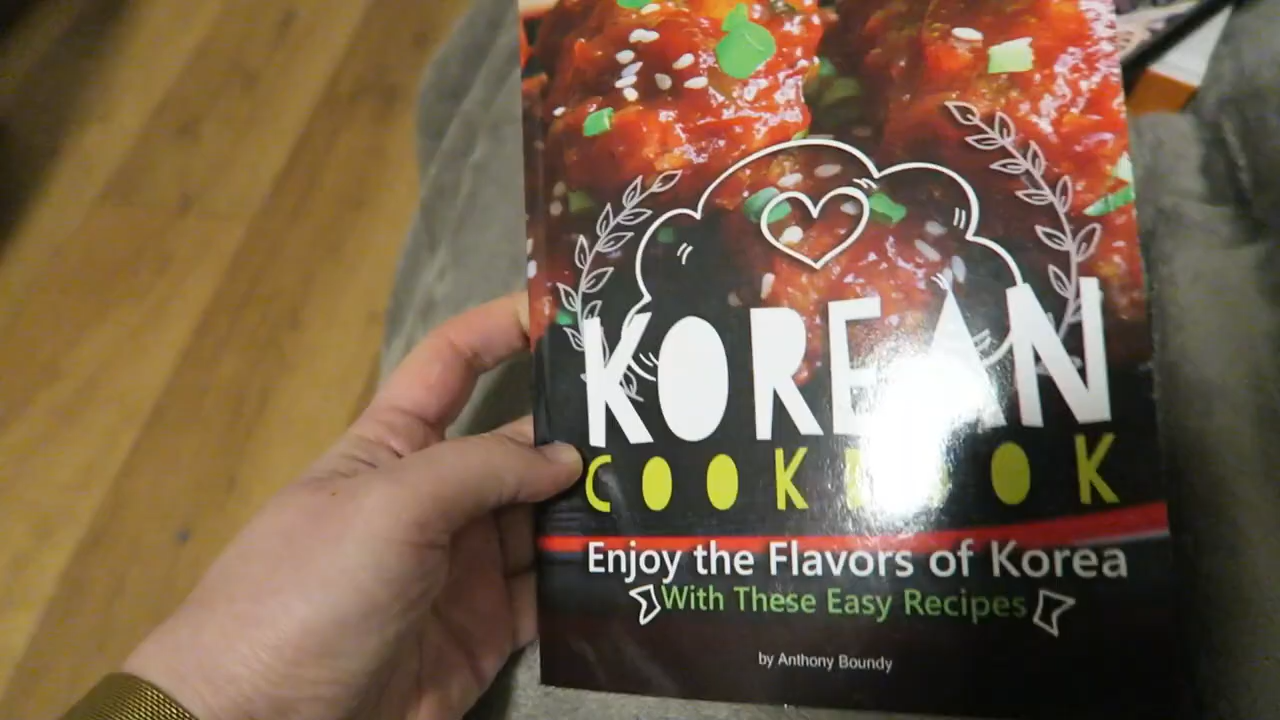 KOREAN
COOKBOOK
Enjoy the Flavors of Korea
With These Easy Recipes
by Anthony Boundy